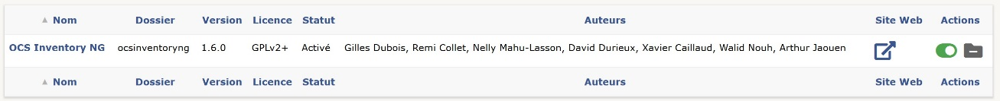 Nom Dossier Version Licence Statut Auteurs Site Web Actions
OCS Inventory NG ocsinventoryng 1.6.0 GPLv2+ Activé Gilles Dubois, Remi Collet, Nelly Mahu-Lasson, David Durieux, Xavier Caillaud, Walid Nouh, Arthur Jaouen
Nom Dossier Version Licence Statut Auteurs Site Web Actions